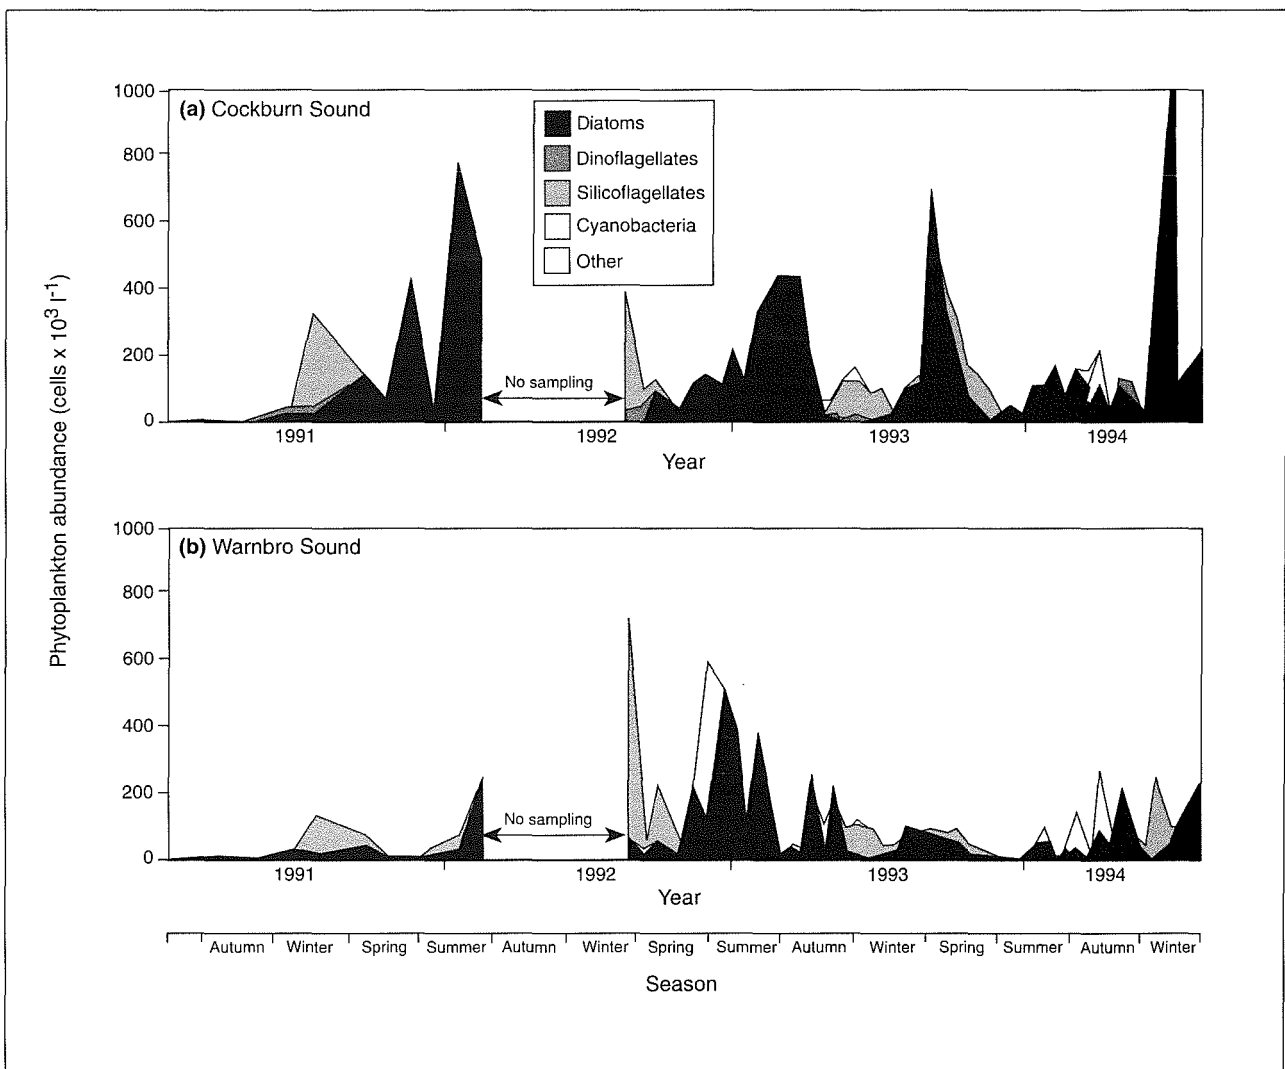 Phytoplankton abundance (cells x 10³ l⁻¹)
(a) Cockburn Sound
1000
800
600
400
200
0
Diatoms
Dinoflagellates
Silicoflagellates
Cyanobacteria
Other
No sampling
1991 1992 1993 1994
Year
(b) Warnbro Sound
1000
800
600
400
200
0
No sampling
1991 1992 1993 1994
Year
Autumn Winter Spring Summer Autumn Winter Spring Summer Autumn Winter Spring Summer Autumn Winter
Season